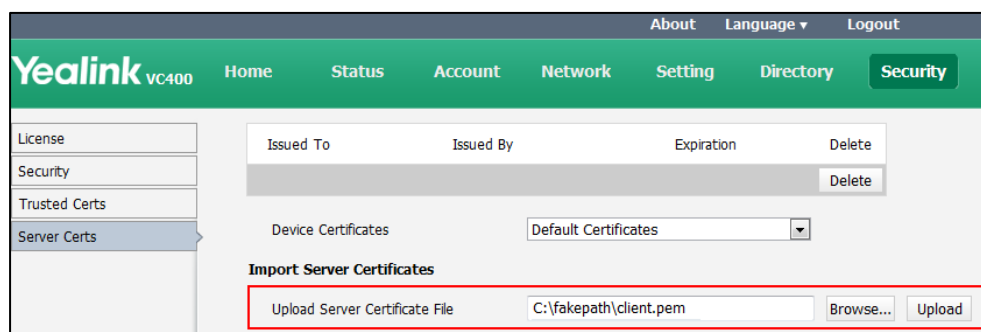 About Language ▾ Logout
Yealink VC400 Home Status Account Network Setting Directory Security
License
Security
Trusted Certs
Server Certs
Issued To Issued By Expiration Delete
Delete
Device Certificates Default Certificates
Import Server Certificates
Upload Server Certificate File C:\fakepath\client.pem Browse... Upload